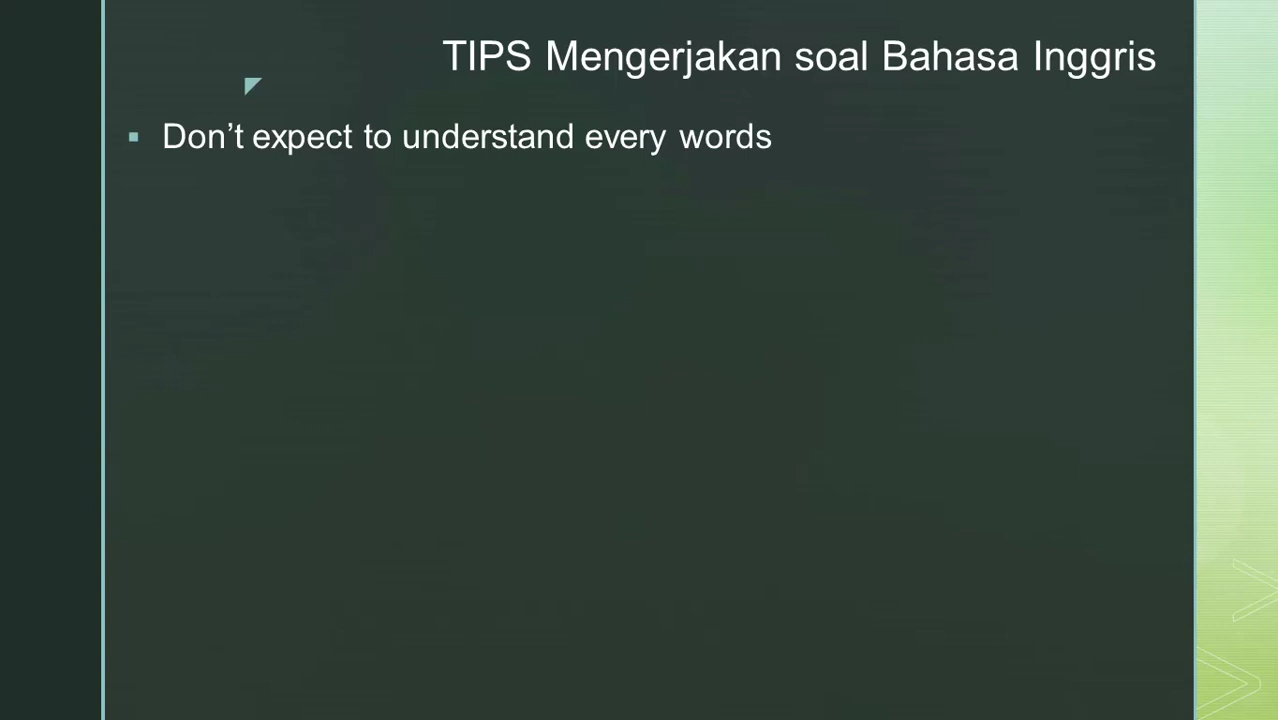 TIPS Mengerjakan soal Bahasa Inggris
Don’t expect to understand every words